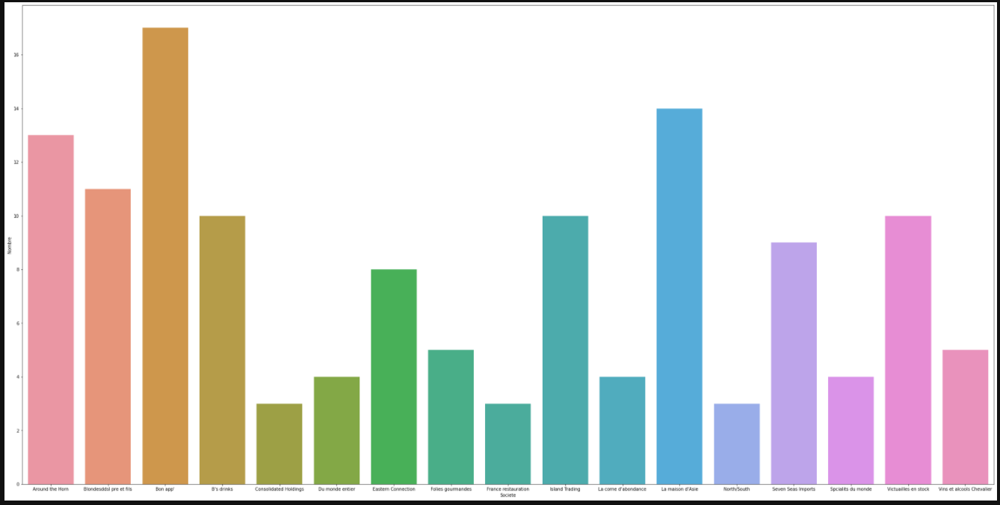 Nombre
16
14
12
10
8
6
4
2
0
Around the Horn
Blondesddsl pre et fils
Bon app'
B's drinks
Consolidated Holdings
Du monde entier
Eastern Connection
Folies gourmandes
France restauration
Island Trading
La corne d'abondance
La maison d'Asie
North/South
Seven Seas Imports
Spcialits du monde
Victuailles en stock
Vins et alcools Chevalier
Societe